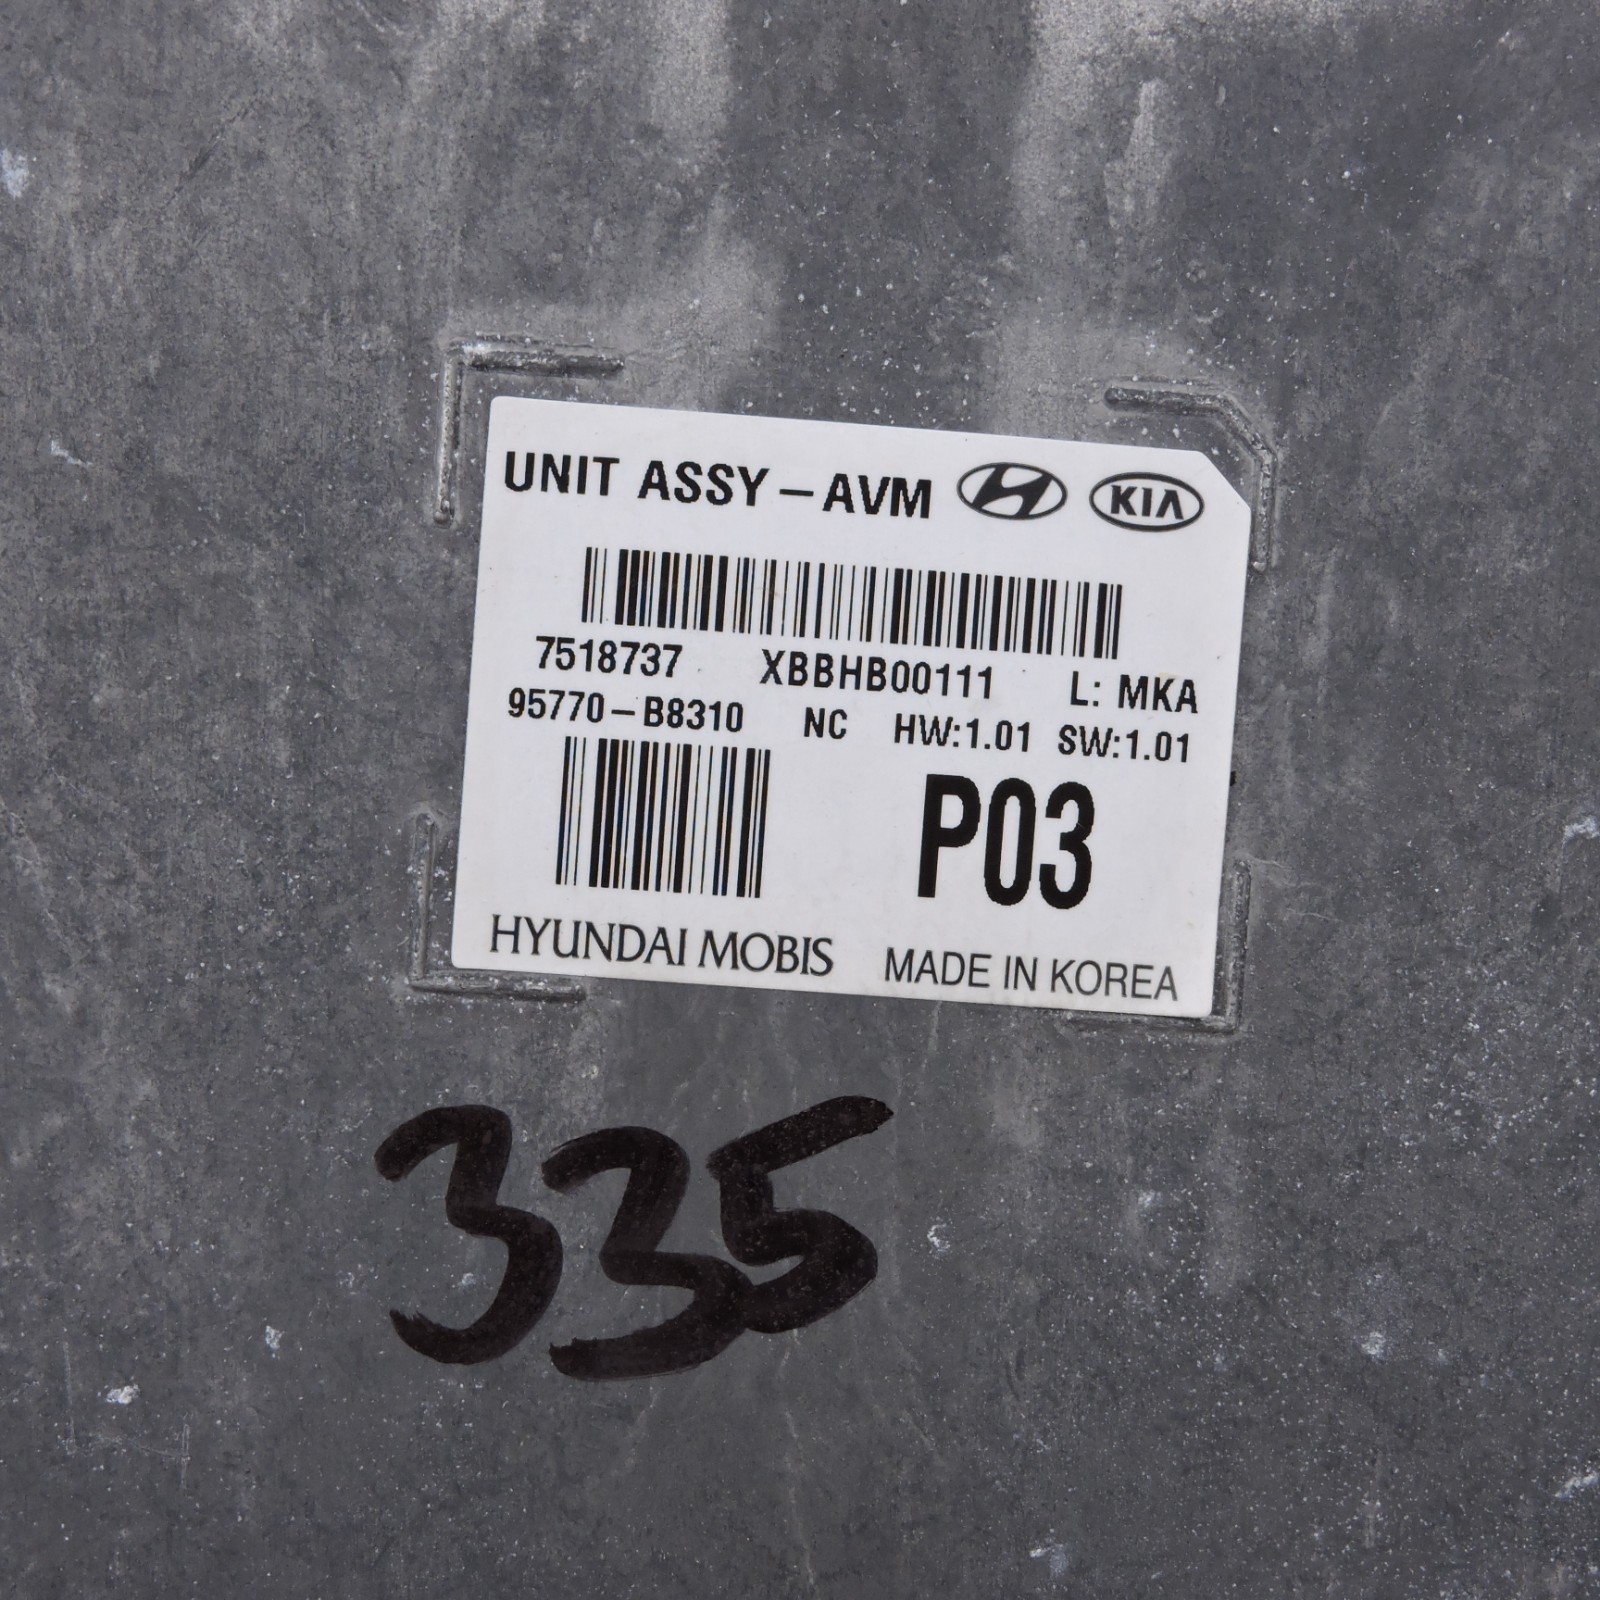 UNIT ASSY-AVM KIA
7518737 XBBHB00111 L: MKA
95770-B8310 NC HW:1.01 SW:1.01
P03
HYUNDAI MOBIS MADE IN KOREA
335